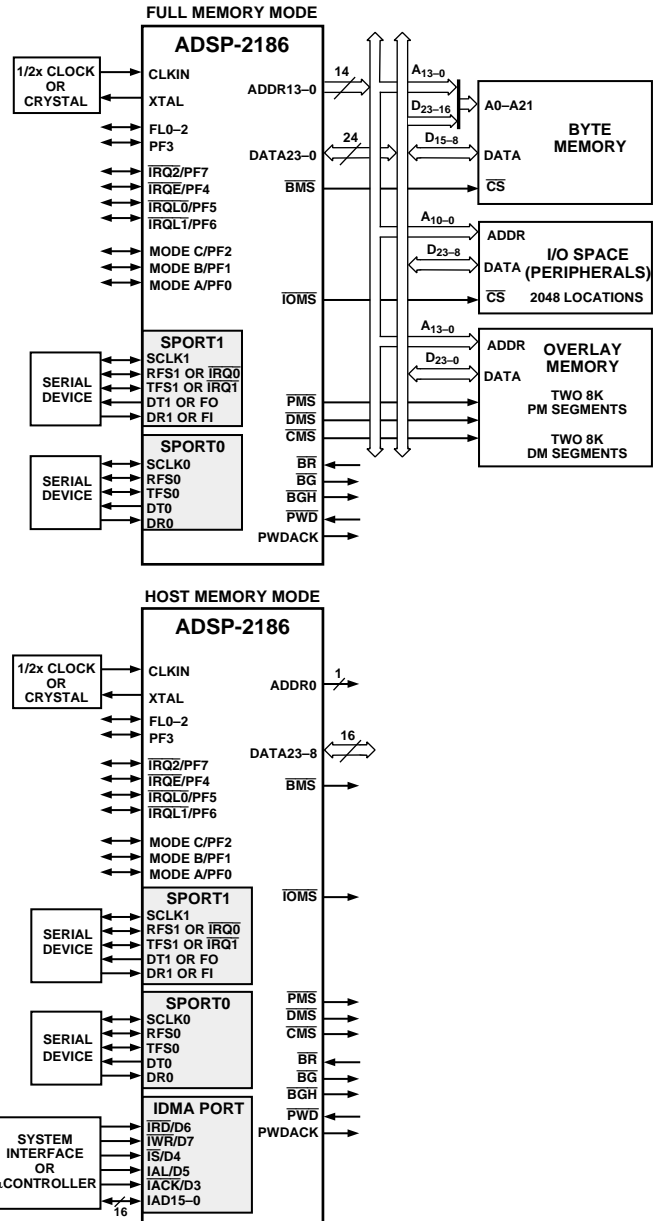 FULL MEMORY MODE
ADSP-2186
1/2x CLOCK
OR
CRYSTAL
CLKIN
XTAL
FL0–2
PF3
IRQ2/PF7
IRQE/PF4
IRQL0/PF5
IRQL1/PF6
MODE C/PF2
MODE B/PF1
MODE A/PF0
SPORT1
SCLK1
RFS1 OR IRQ0
TFS1 OR IRQ1
DT1 OR FO
DR1 OR FI
SERIAL
DEVICE
SPORT0
SCLK0
RFS0
TFS0
DT0
DR0
SERIAL
DEVICE
ADDR13–0
14
DATA23–0
24
BMS
IOMS
PMS
DMS
CMS
BR
BG
BGH
PWD
PWDACK
A13–0
D23–16
D15–8
A0–A21
BYTE
MEMORY
DATA
CS
A10–0
D23–8
ADDR
I/O SPACE
(PERIPHERALS)
DATA
CS
2048 LOCATIONS
A13–0
D23–0
ADDR
OVERLAY
MEMORY
DATA
TWO 8K
PM SEGMENTS
TWO 8K
DM SEGMENTS
HOST MEMORY MODE
ADSP-2186
1/2x CLOCK
OR
CRYSTAL
CLKIN
XTAL
FL0–2
PF3
IRQ2/PF7
IRQE/PF4
IRQL0/PF5
IRQL1/PF6
MODE C/PF2
MODE B/PF1
MODE A/PF0
SPORT1
SCLK1
RFS1 OR IRQ0
TFS1 OR IRQ1
DT1 OR FO
DR1 OR FI
SERIAL
DEVICE
SPORT0
SCLK0
RFS0
TFS0
DT0
DR0
SERIAL
DEVICE
IDMA PORT
IRD/D6
IWR/D7
IS/D4
IAL/D5
IACK/D3
IAD15–0
16
SYSTEM
INTERFACE
OR
ADDR0
1
DATA23–8
16
BMS
IOMS
PMS
DMS
CMS
BR
BG
BGH
PWD
PWDACK